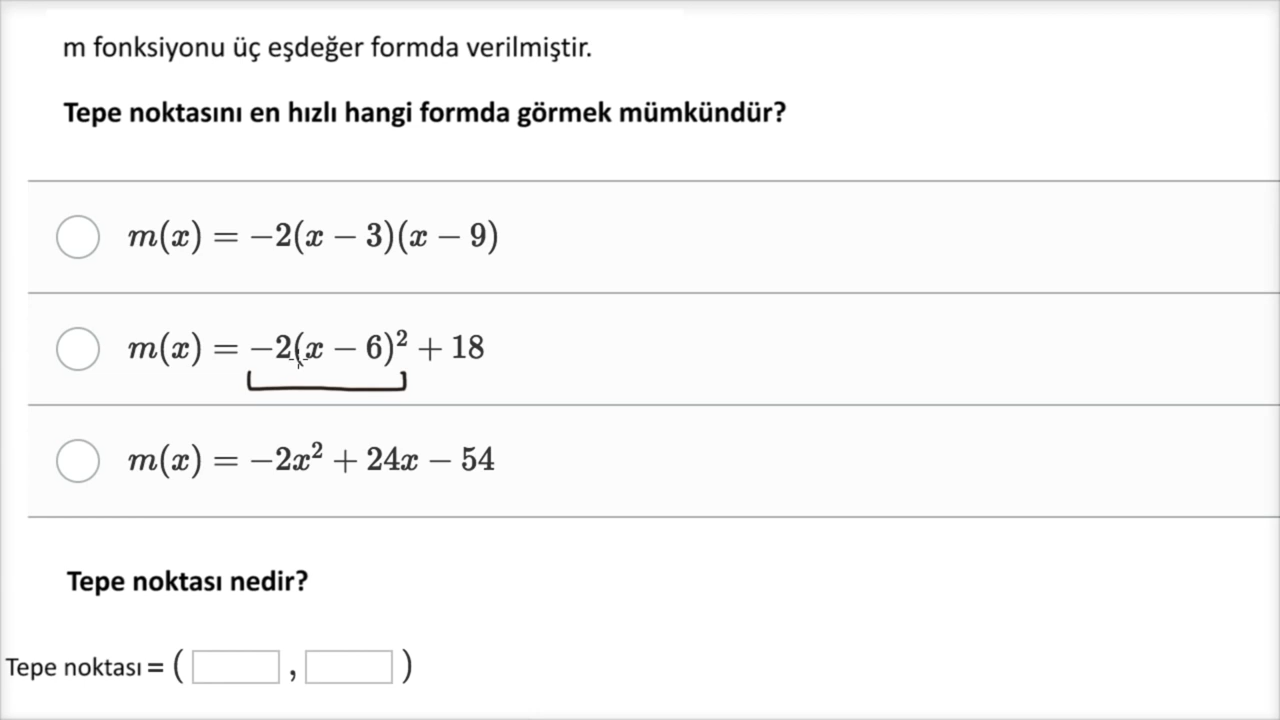 m fonksiyonu üç eşdeğer formda verilmiştir.
Tepe noktasını en hızlı hangi formda görmek mümkündür?
m(x) = −2(x − 3)(x − 9)
m(x) = −2(x − 6)² + 18
m(x) = −2x² + 24x − 54
Tepe noktası nedir?
Tepe noktası = ( , )